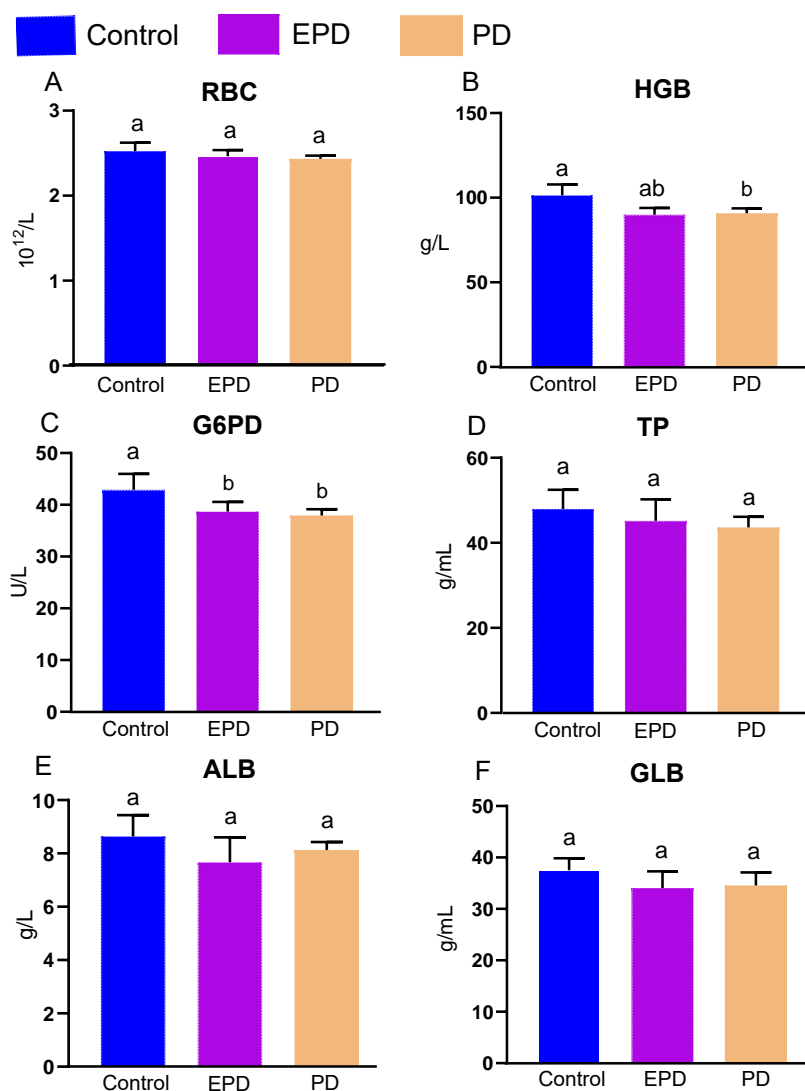 Control EPD PD
A RBC
3
2
1
0
10¹²/L
a a a
Control EPD PD
B HGB
150
100
50
0
g/L
a ab b
Control EPD PD
C G6PD
50
40
30
20
10
0
U/L
a b b
Control EPD PD
D TP
60
40
20
0
g/mL
a a a
Control EPD PD
E ALB
10
8
6
4
2
0
g/L
a a a
Control EPD PD
F GLB
50
40
30
20
10
0
g/mL
a a a
Control EPD PD